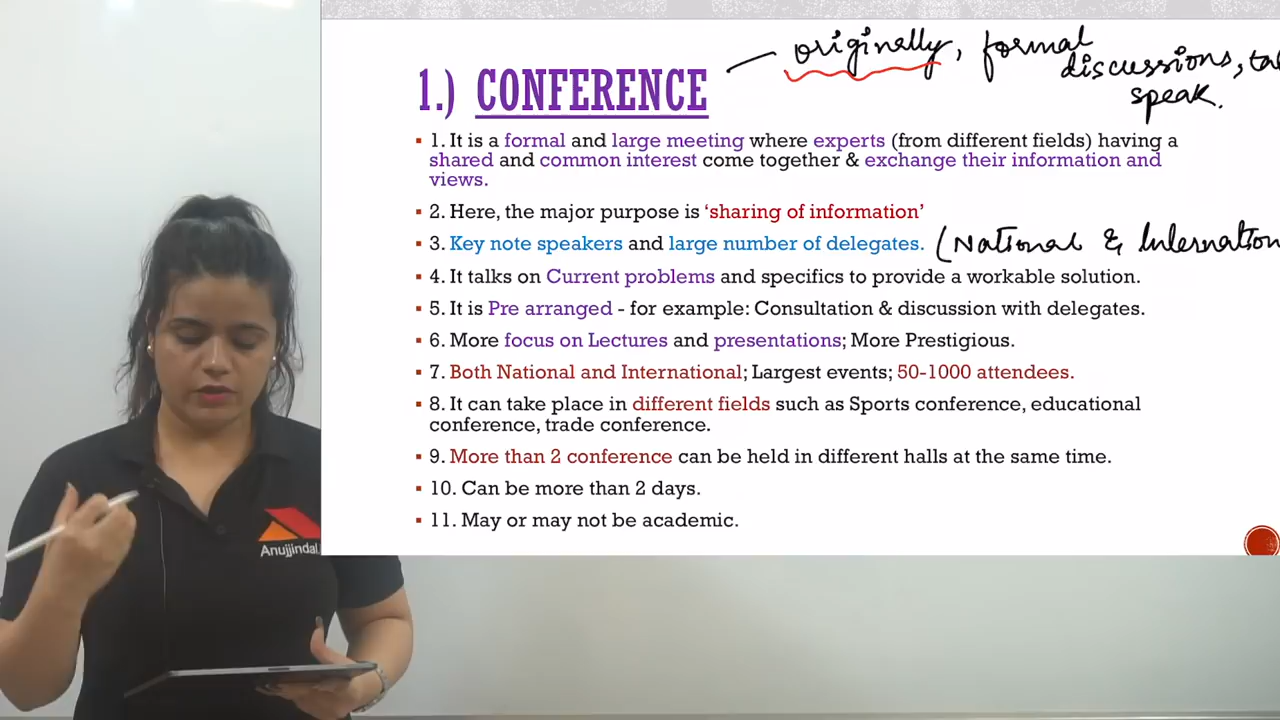 originally, formal
discussions,
speak.
1.) CONFERENCE
▪ 1. It is a formal and large meeting where experts (from different fields) having a
shared and common interest come together & exchange their information and
views.
▪ 2. Here, the major purpose is ‘sharing of information’
▪ 3. Key note speakers and large number of delegates. (National &
▪ 4. It talks on Current problems and specifics to provide a workable solution.
▪ 5. It is Pre arranged - for example: Consultation & discussion with delegates.
▪ 6. More focus on Lectures and presentations; More Prestigious.
▪ 7. Both National and International; Largest events; 50-1000 attendees.
▪ 8. It can take place in different fields such as Sports conference, educational
conference, trade conference.
▪ 9. More than 2 conference can be held in different halls at the same time.
▪ 10. Can be more than 2 days.
▪ 11. May or may not be academic.
Anujjindal.